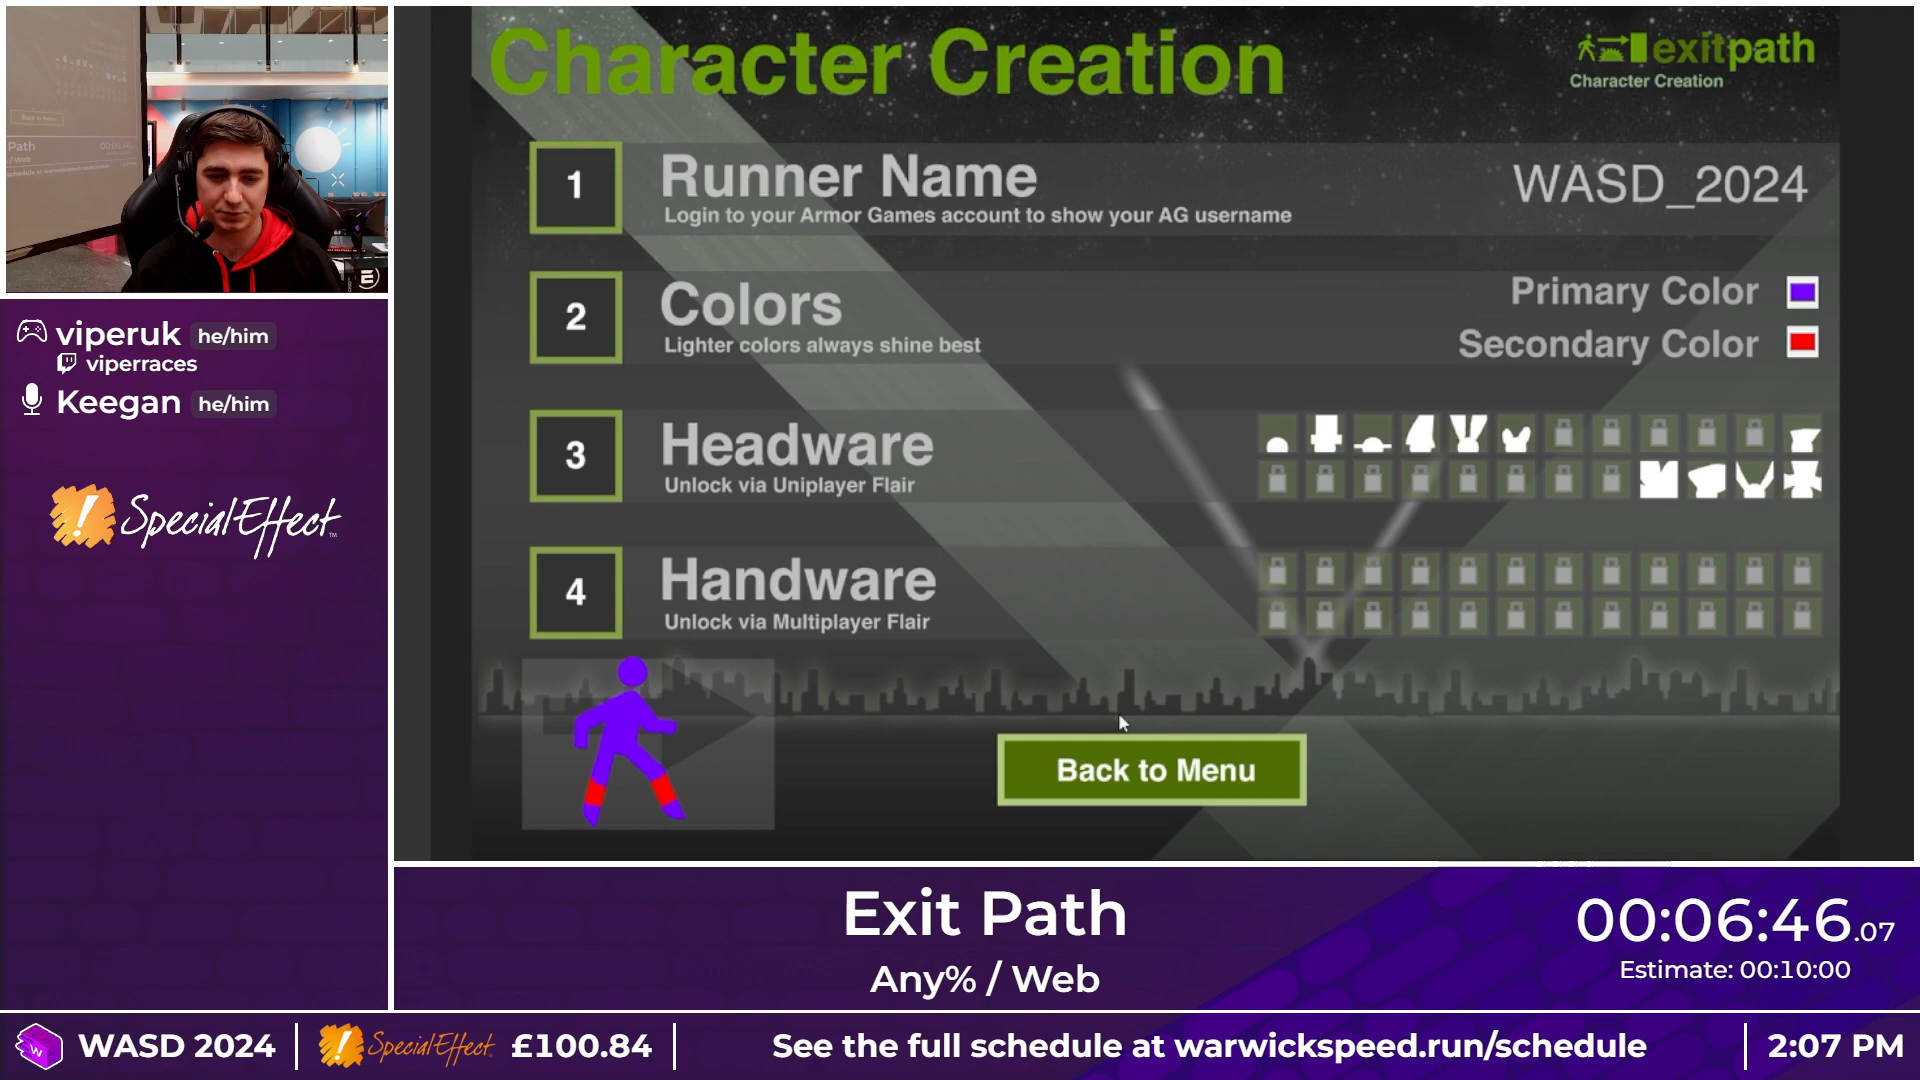 Character Creation
exitpath
Character Creation
1
Runner Name
Login to your Armor Games account to show your AG username
WASD_2024
2
Colors
Lighter colors always shine best
Primary Color
Secondary Color
3
Headware
Unlock via Uniplayer Flair
4
Handware
Unlock via Multiplayer Flair
Back to Menu
viperuk he/him
viperraces
Keegan he/him
! SpecialEffect™
Exit Path
Any% / Web
00:06:46.07
Estimate: 00:10:00
W WASD 2024
! SpecialEffect £100.84
See the full schedule at warwickspeed.run/schedule
2:07 PM